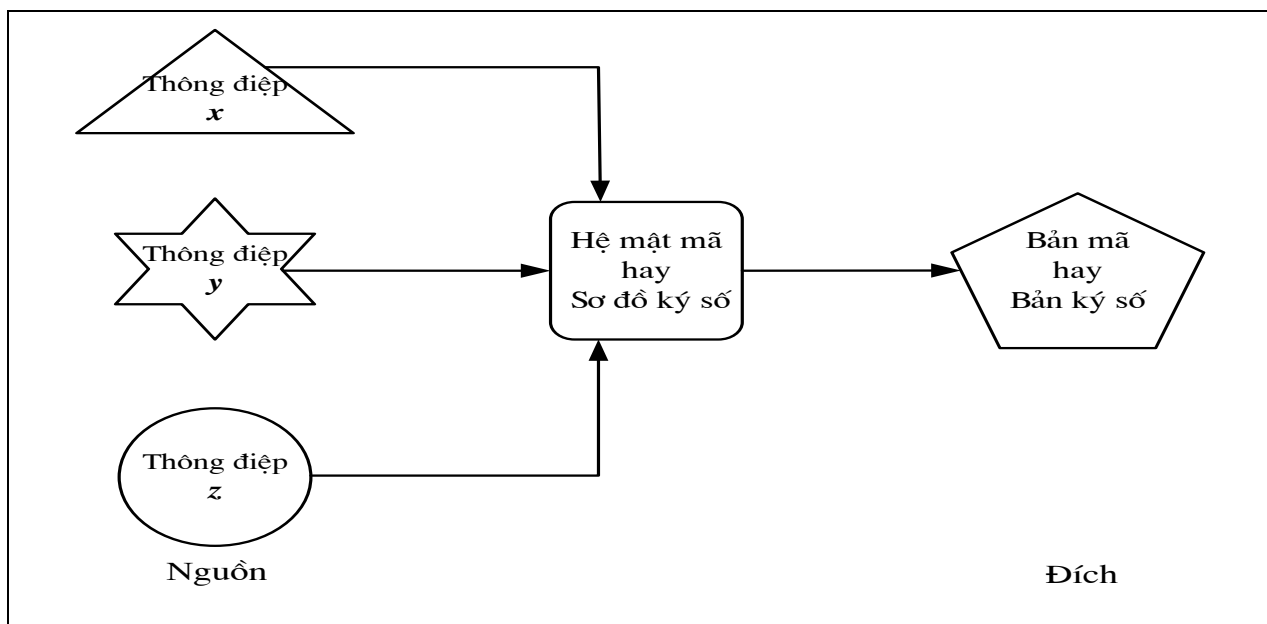 Thông điệp
x
Thông điệp
y
Thông điệp
z
Nguồn
Hệ mật mã
hay
Sơ đồ ký số
Bản mã
hay
Bản ký số
Đích